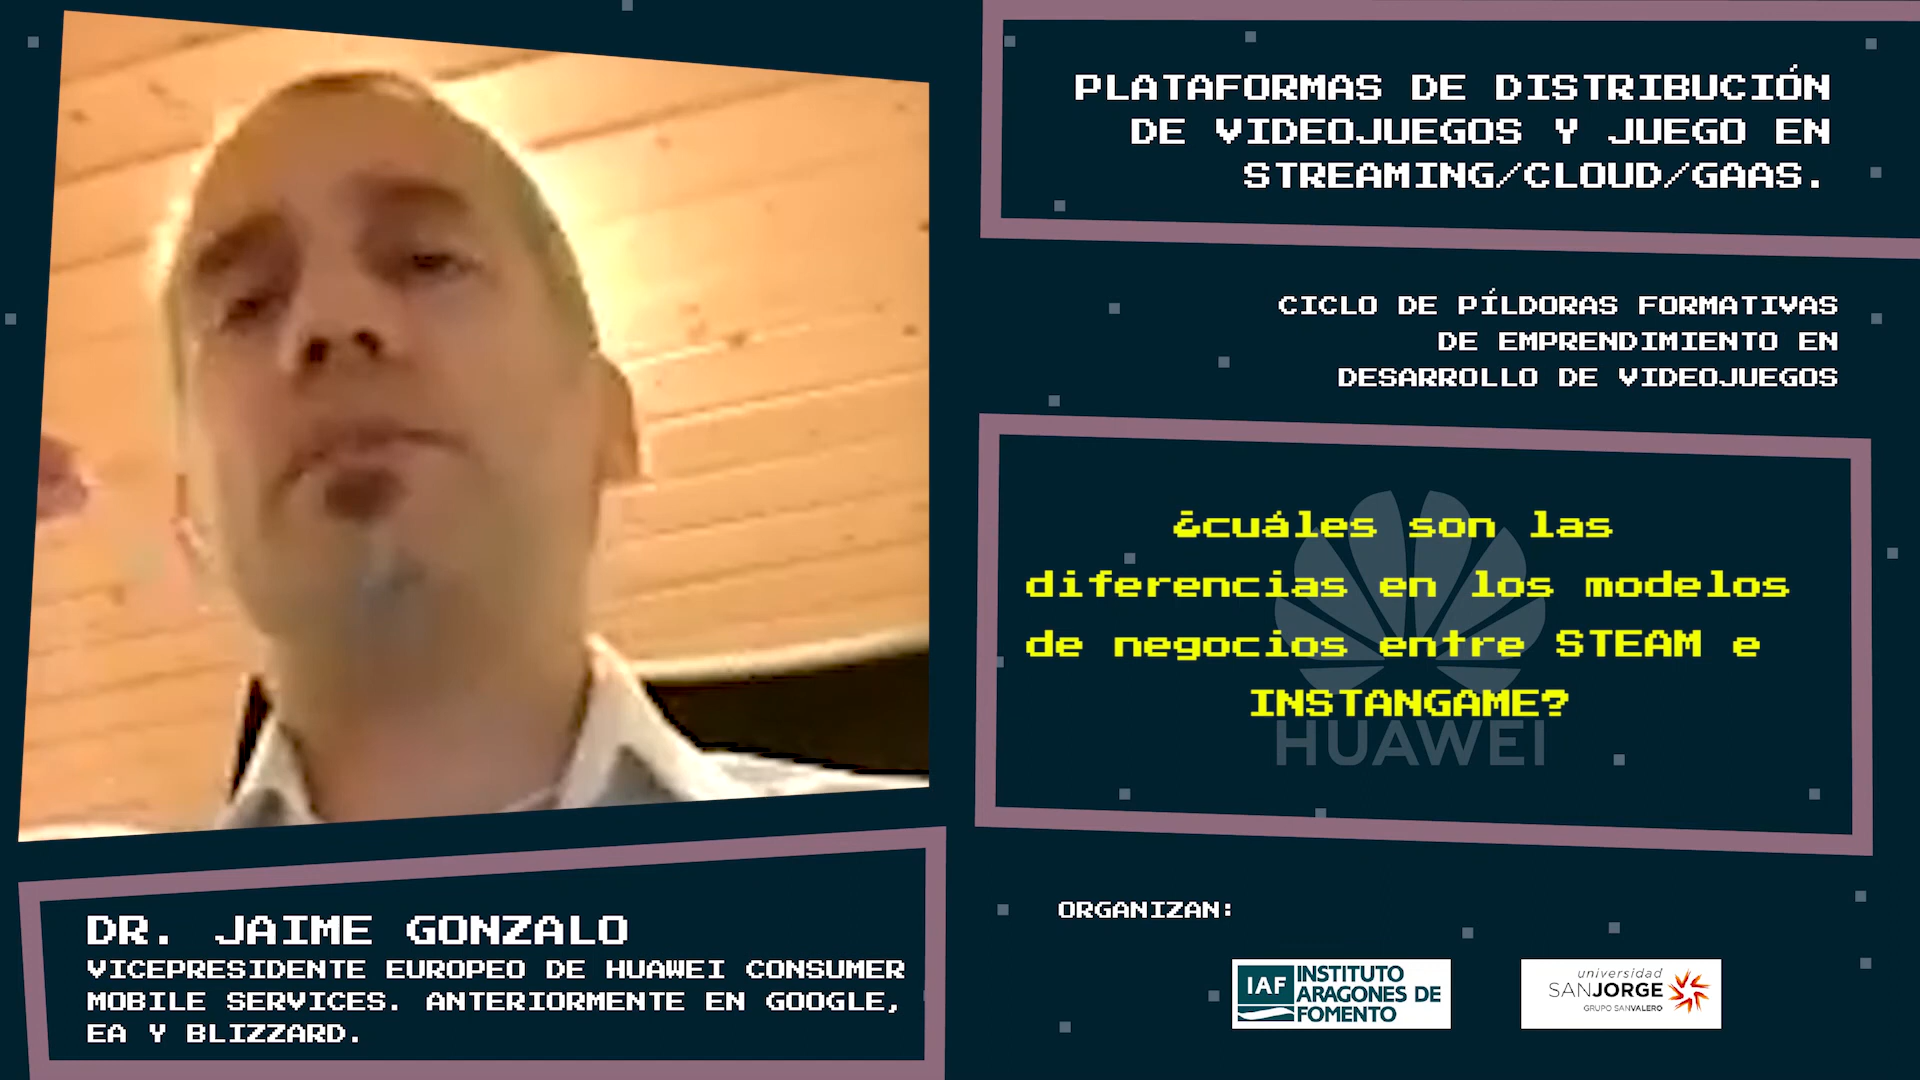 PLATAFORMAS DE DISTRIBUCIÓN
DE VIDEOJUEGOS Y JUEGO EN
STREAMING/CLOUD/GAAS.
CICLO DE PÍLDORAS FORMATIVAS
DE EMPRENDIMIENTO EN
DESARROLLO DE VIDEOJUEGOS
¿cuáles son las
diferencias en los modelos
de negocios entre STEAM e
INSTANGAME?
HUAWEI
DR. JAIME GONZALO
VICEPRESIDENTE EUROPEO DE HUAWEI CONSUMER
MOBILE SERVICES. ANTERIORMENTE EN GOOGLE,
EA Y BLIZZARD.
ORGANIZAN:
IAF INSTITUTO
ARAGONES DE
FOMENTO
universidad
SANJORGE
GRUPO SANVALERO